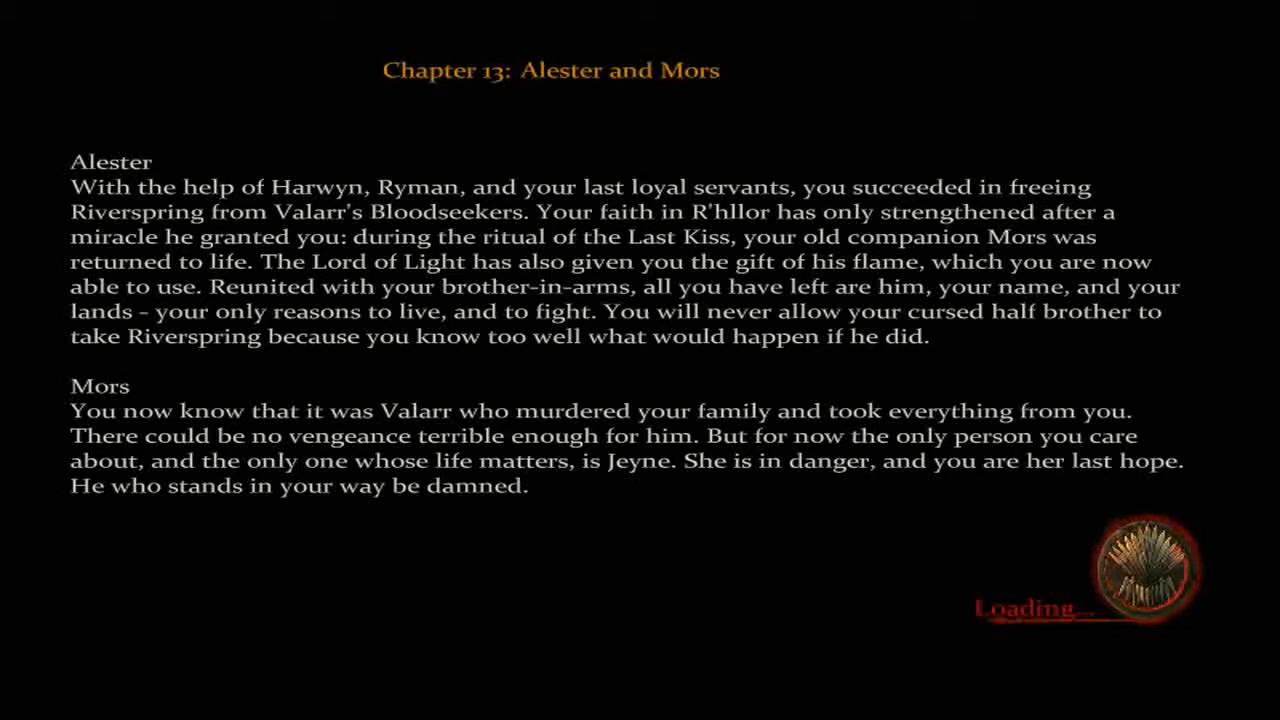 Chapter 13: Alester and Mors
Alester
With the help of Harwyn, Ryman, and your last loyal servants, you succeeded in freeing
Riverspring from Valarr's Bloodseekers. Your faith in R'hllor has only strengthened after a
miracle he granted you: during the ritual of the Last Kiss, your old companion Mors was
returned to life. The Lord of Light has also given you the gift of his flame, which you are now
able to use. Reunited with your brother-in-arms, all you have left are him, your name, and your
lands - your only reasons to live, and to fight. You will never allow your cursed half brother to
take Riverspring because you know too well what would happen if he did.
Mors
You now know that it was Valarr who murdered your family and took everything from you.
There could be no vengeance terrible enough for him. But for now the only person you care
about, and the only one whose life matters, is Jeyne. She is in danger, and you are her last hope.
He who stands in your way be damned.
Loading...